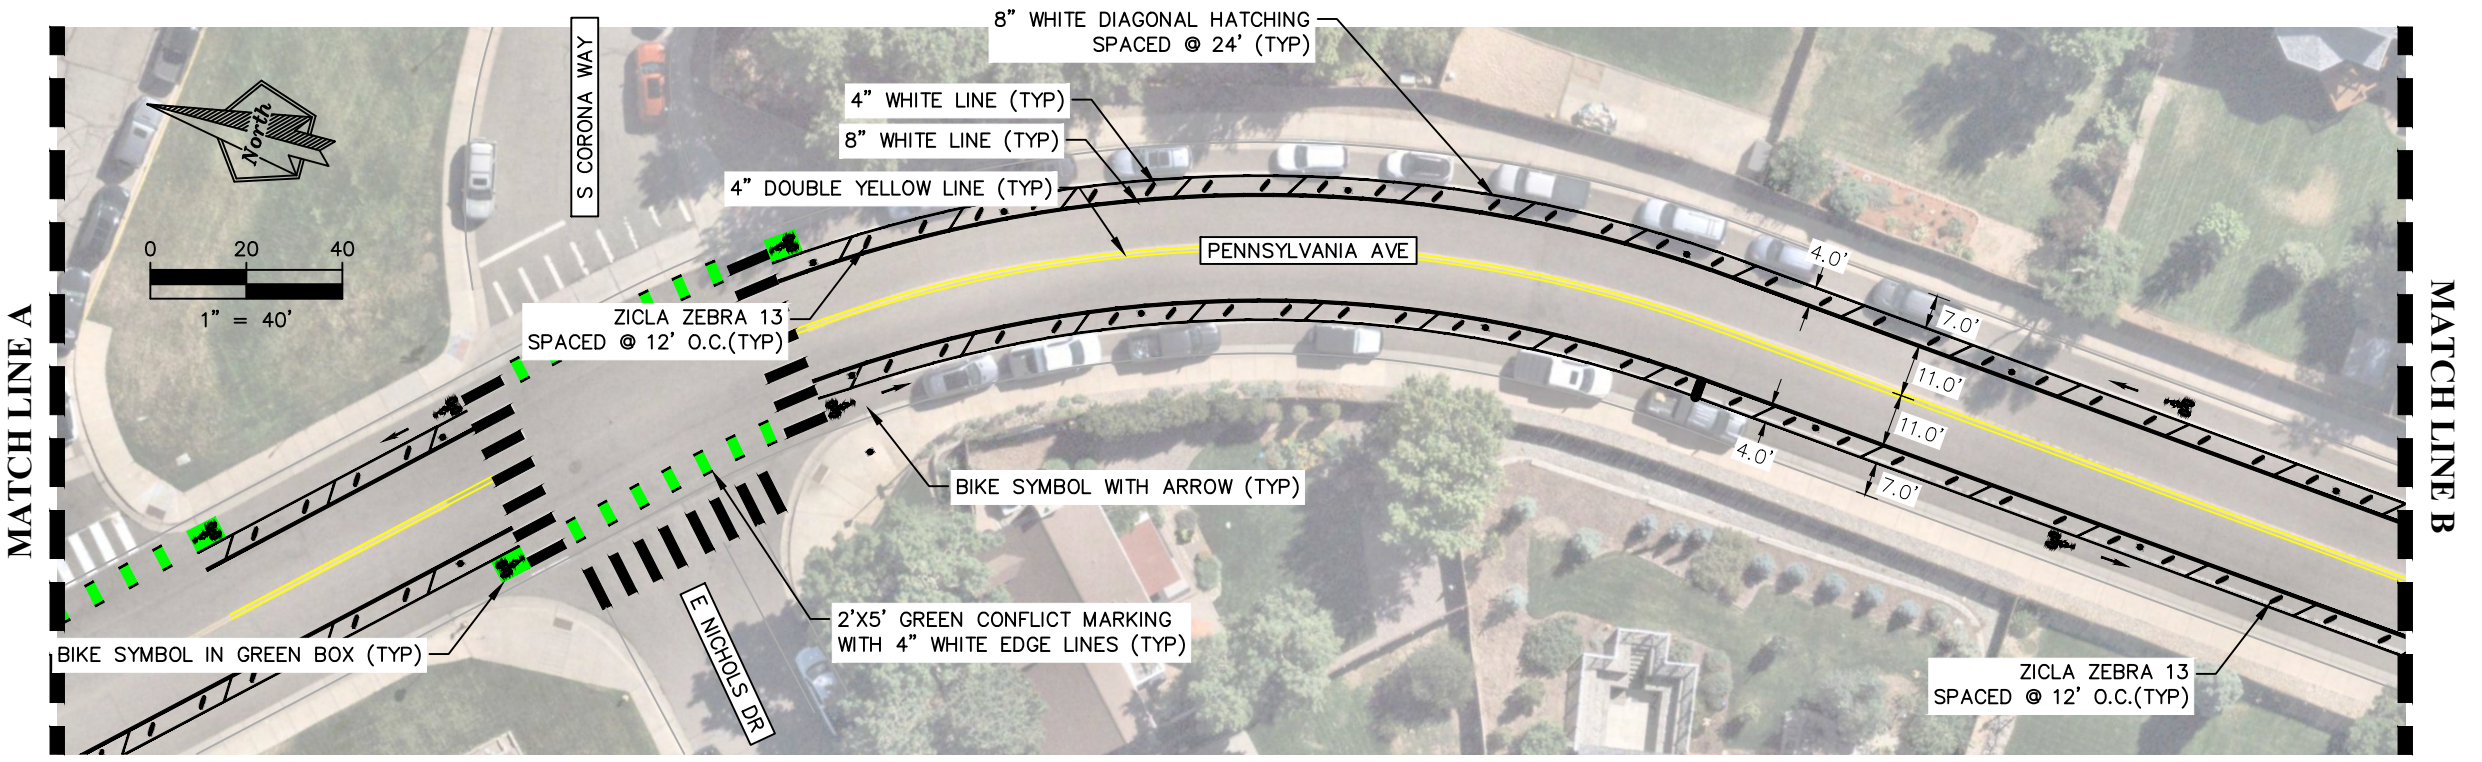 8” WHITE DIAGONAL HATCHING
SPACED @ 24’ (TYP)
S CORONA WAY
4” WHITE LINE (TYP)
8” WHITE LINE (TYP)
4” DOUBLE YELLOW LINE (TYP)
North
0 20 40
1” = 40’
PENNSYLVANIA AVE
4.0’
7.0’
11.0’
11.0’
4.0’
7.0’
ZICLA ZEBRA 13
SPACED @ 12’ O.C.(TYP)
MATCH LINE A
MATCH LINE B
BIKE SYMBOL WITH ARROW (TYP)
2’X5’ GREEN CONFLICT MARKING
WITH 4” WHITE EDGE LINES (TYP)
E NICHOLS DR
BIKE SYMBOL IN GREEN BOX (TYP)
ZICLA ZEBRA 13
SPACED @ 12’ O.C.(TYP)